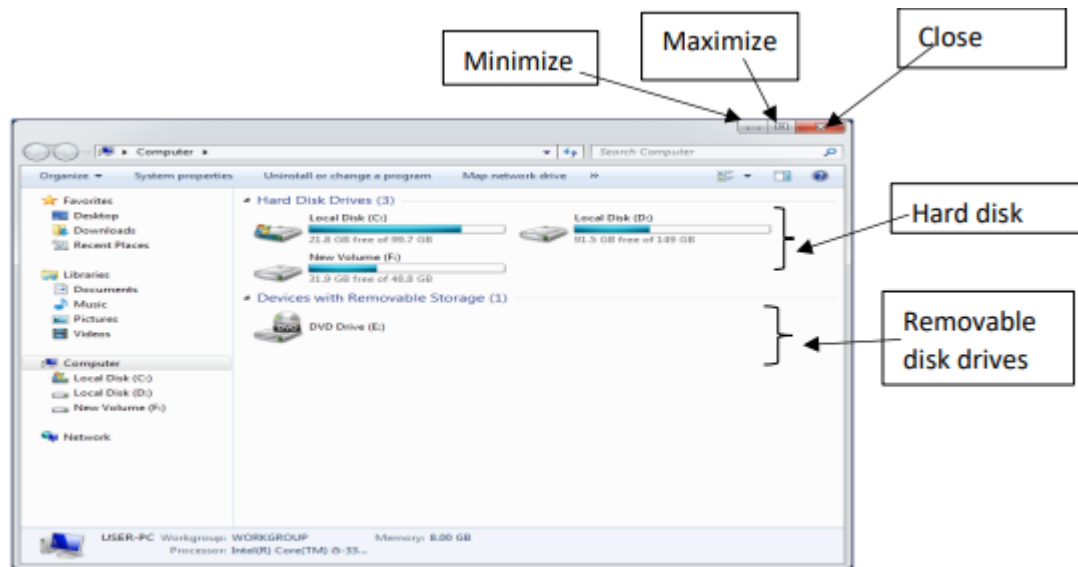 Minimize
Maximize
Close
Computer
Search Computer
Organize
System properties
Uninstall or change a program
Map network drive
»
Favorites
Desktop
Downloads
Recent Places
Libraries
Documents
Music
Pictures
Videos
Computer
Local Disk (C:)
Local Disk (D:)
New Volume (F:)
Network
Hard Disk Drives (3)
Local Disk (C:)
21.8 GB free of 99.7 GB
Local Disk (D:)
91.5 GB free of 149 GB
New Volume (F:)
31.9 GB free of 48.8 GB
Devices with Removable Storage (1)
DVD Drive (E:)
Hard disk
Removable
disk drives
USER-PC Workgroup: WORKGROUP Memory: 8.00 GB
Processor: Intel(R) Core(TM) i5-33...